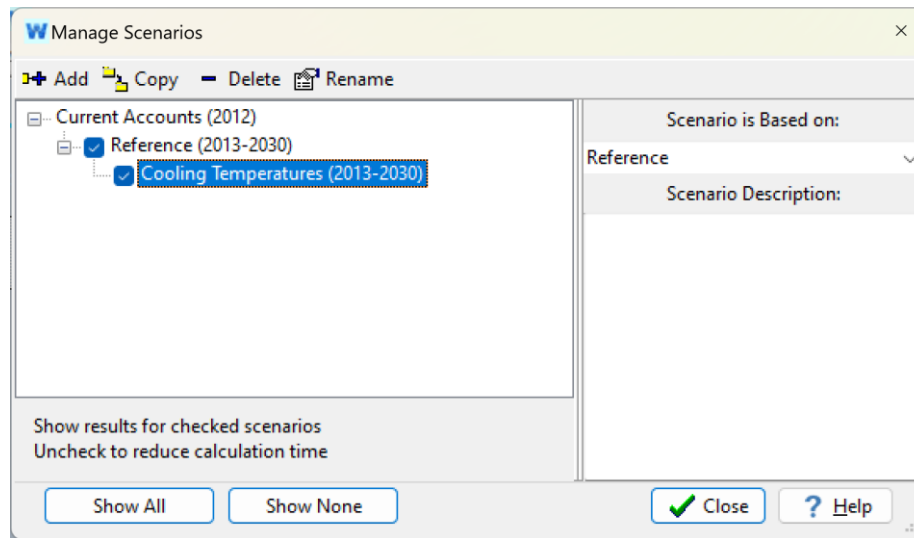 W Manage Scenarios
Add Copy Delete Rename
Current Accounts (2012)
Reference (2013-2030)
Cooling Temperatures (2013-2030)
Show results for checked scenarios
Uncheck to reduce calculation time
Scenario is Based on:
Reference
Scenario Description:
Show All Show None Close ? Help